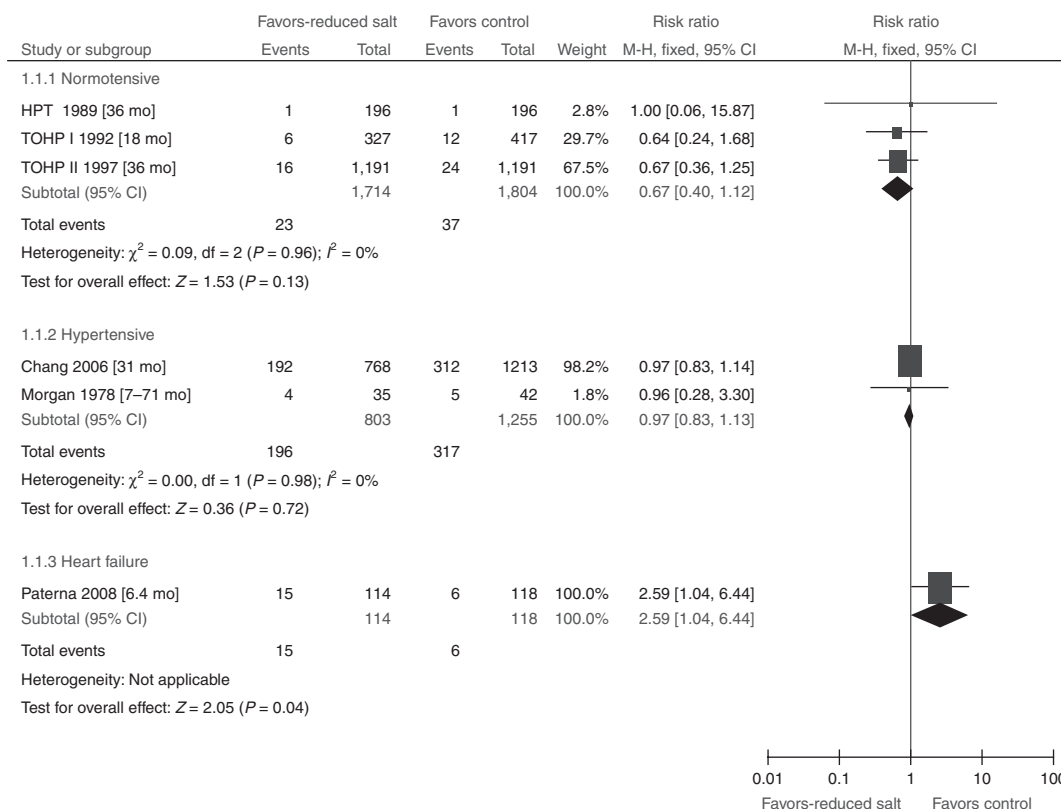 Favors-reduced salt Favors control Risk ratio Risk ratio
Study or subgroup Events Total Events Total Weight M-H, fixed, 95% CI M-H, fixed, 95% CI
1.1.1 Normotensive
HPT 1989 [36 mo] 1 196 1 196 2.8% 1.00 [0.06, 15.87]
TOHP I 1992 [18 mo] 6 327 12 417 29.7% 0.64 [0.24, 1.68]
TOHP II 1997 [36 mo] 16 1,191 24 1,191 67.5% 0.67 [0.36, 1.25]
Subtotal (95% CI) 1,714 1,804 100.0% 0.67 [0.40, 1.12]
Total events 23 37
Heterogeneity: χ² = 0.09, df = 2 (P = 0.96); I² = 0%
Test for overall effect: Z = 1.53 (P = 0.13)
1.1.2 Hypertensive
Chang 2006 [31 mo] 192 768 312 1213 98.2% 0.97 [0.83, 1.14]
Morgan 1978 [7–71 mo] 4 35 5 42 1.8% 0.96 [0.28, 3.30]
Subtotal (95% CI) 803 1,255 100.0% 0.97 [0.83, 1.13]
Total events 196 317
Heterogeneity: χ² = 0.00, df = 1 (P = 0.98); I² = 0%
Test for overall effect: Z = 0.36 (P = 0.72)
1.1.3 Heart failure
Paterna 2008 [6.4 mo] 15 114 6 118 100.0% 2.59 [1.04, 6.44]
Subtotal (95% CI) 114 118 100.0% 2.59 [1.04, 6.44]
Total events 15 6
Heterogeneity: Not applicable
Test for overall effect: Z = 2.05 (P = 0.04)
0.01 0.1 1 10 100
Favors-reduced salt Favors control